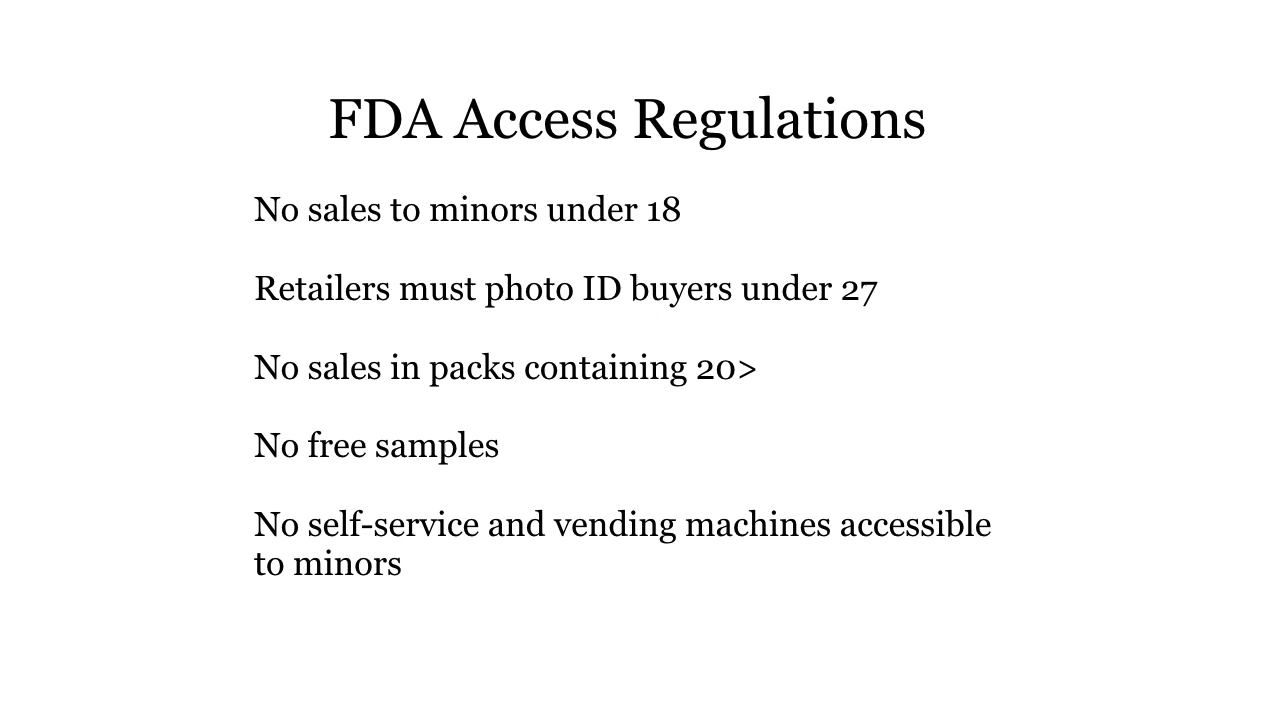 FDA Access Regulations
No sales to minors under 18
Retailers must photo ID buyers under 27
No sales in packs containing 20>
No free samples
No self-service and vending machines accessible
to minors